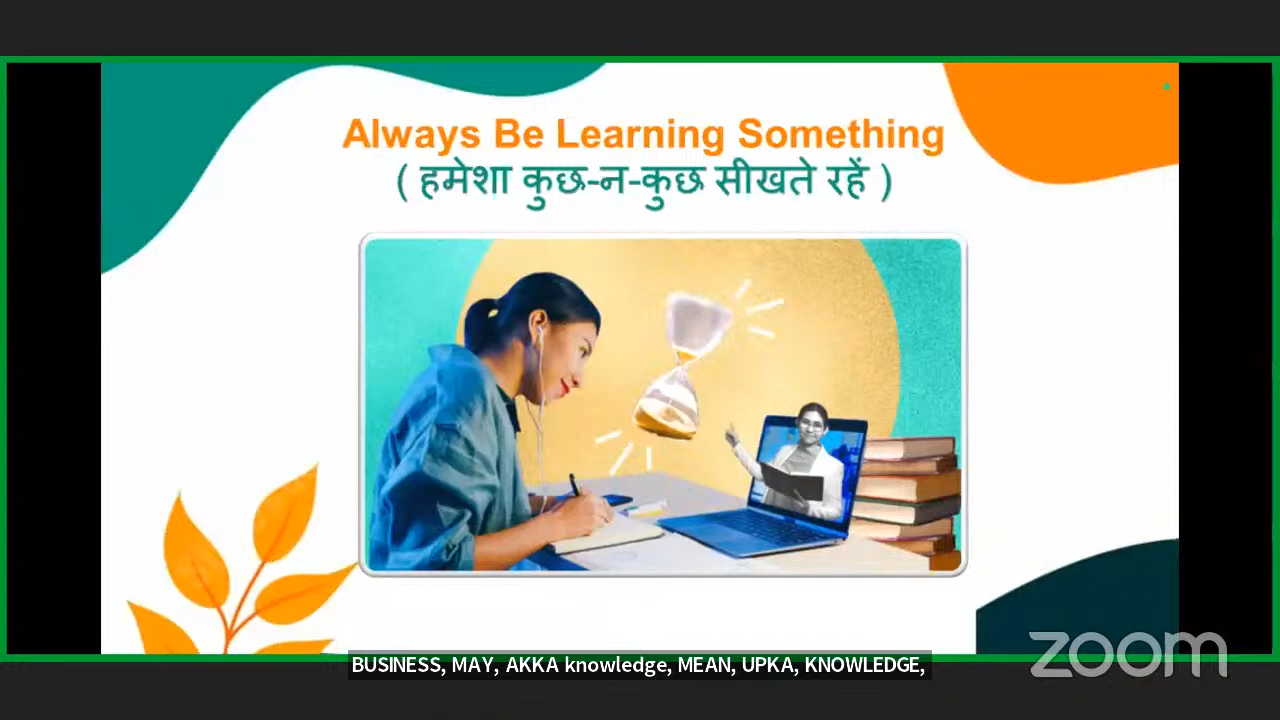 Always Be Learning Something
( हमेशा कुछ-न-कुछ सीखते रहें )
BUSINESS, MAY, AKKA knowledge, MEAN, UPKA, KNOWLEDGE,
zoom